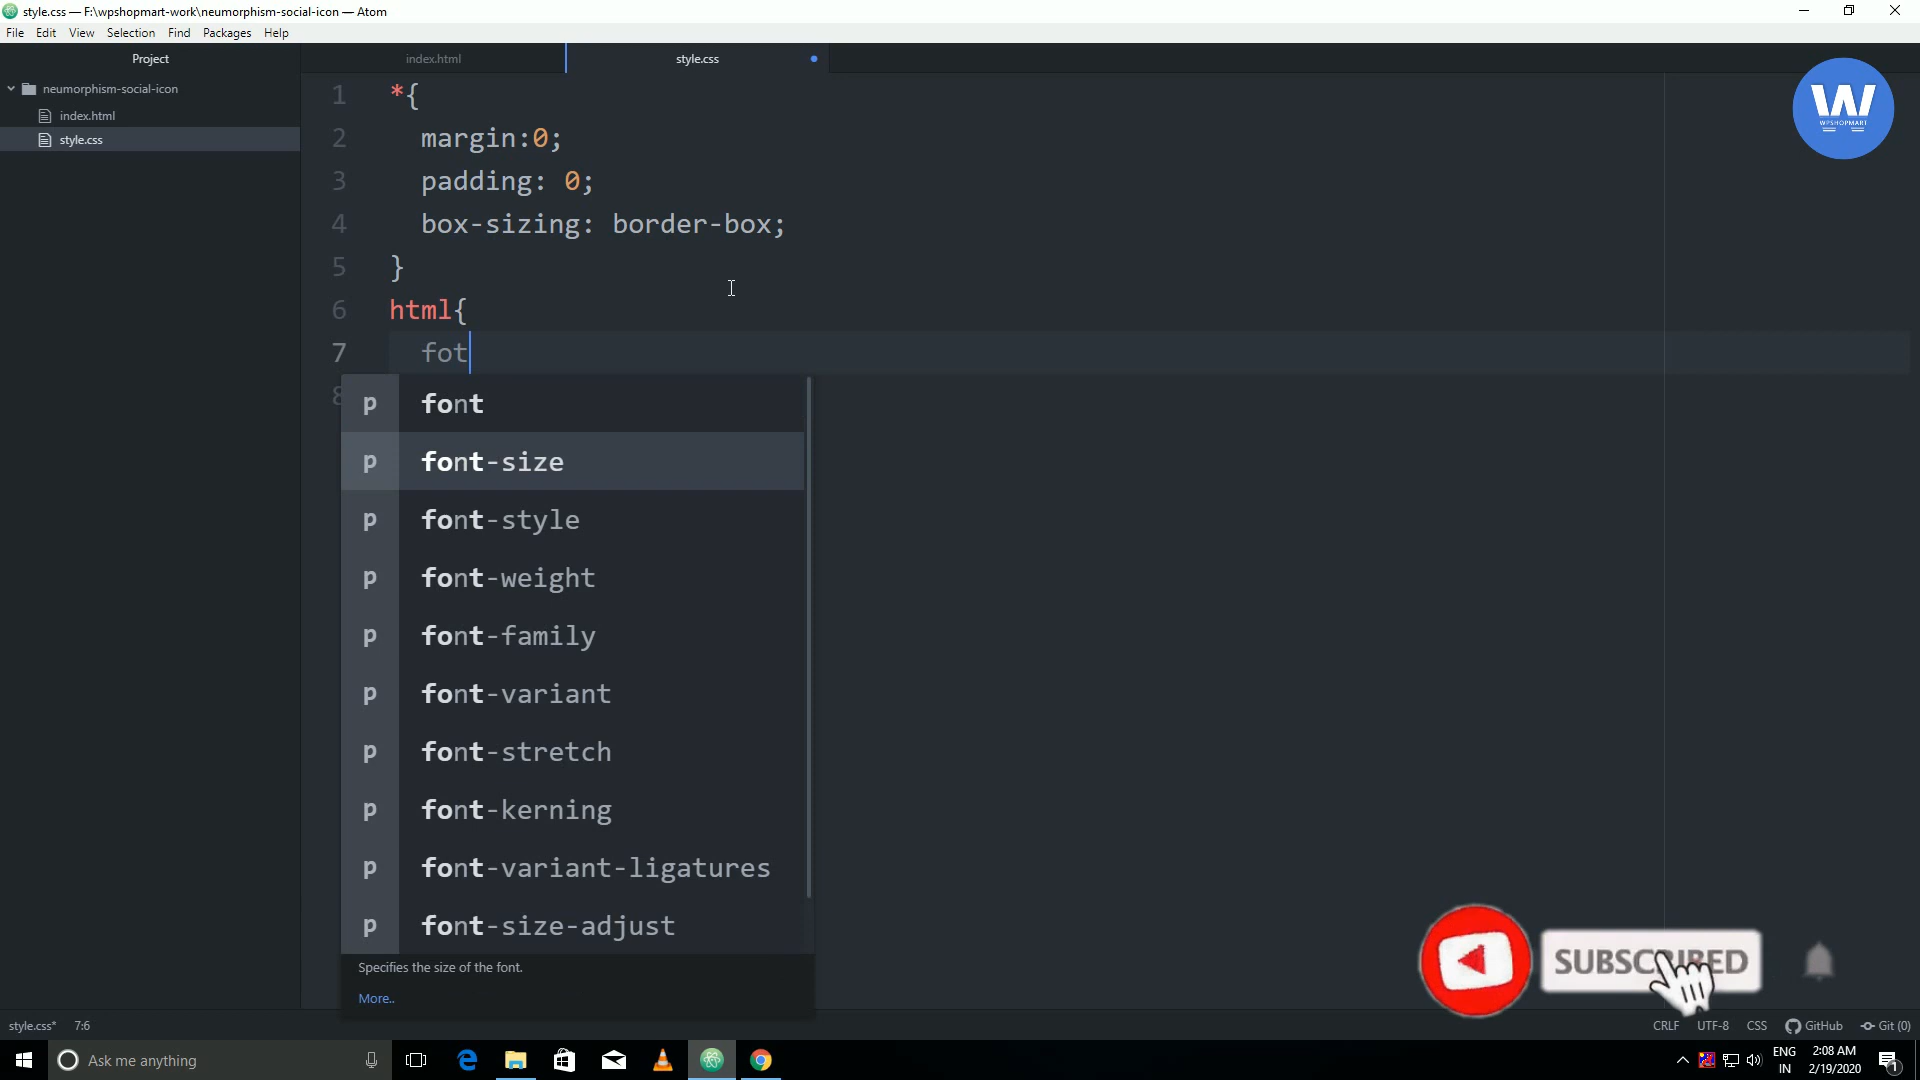 style.css — F:\wpshopmart-work\neumorphism-social-icon — Atom
File Edit View Selection Find Packages Help
Project
index.html
style.css
neumorphism-social-icon
index.html
style.css
1 *{
2 margin:0;
3 padding: 0;
4 box-sizing: border-box;
5 }
6 html{
7 fot
8
p font
p font-size
p font-style
p font-weight
p font-family
p font-variant
p font-stretch
p font-kerning
p font-variant-ligatures
p font-size-adjust
Specifies the size of the font.
More..
W
WPSHOPMART
SUBSCRIBED
style.css* 7:6
CRLF UTF-8 CSS GitHub Git (0)
Ask me anything
ENG
IN
2:08 AM
2/19/2020
1